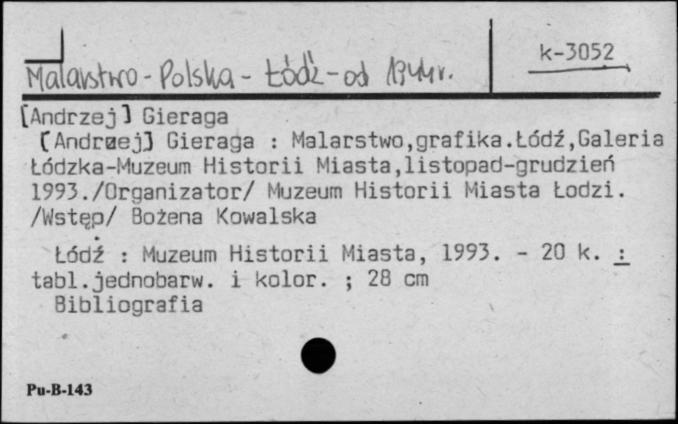 Malarstwo - Polska - Łódź - od 1944r.
k-3052
[Andrzej] Gieraga
[Andrzej] Gieraga : Malarstwo,grafika.Łódź,Galeria
Łódzka-Muzeum Historii Miasta,listopad-grudzień
1993./Organizator/ Muzeum Historii Miasta Łodzi.
/Wstęp/ Bożena Kowalska
Łódź : Muzeum Historii Miasta, 1993. - 20 k. :
tabl.jednobarw. i kolor. ; 28 cm
Bibliografia
Pu-B-143